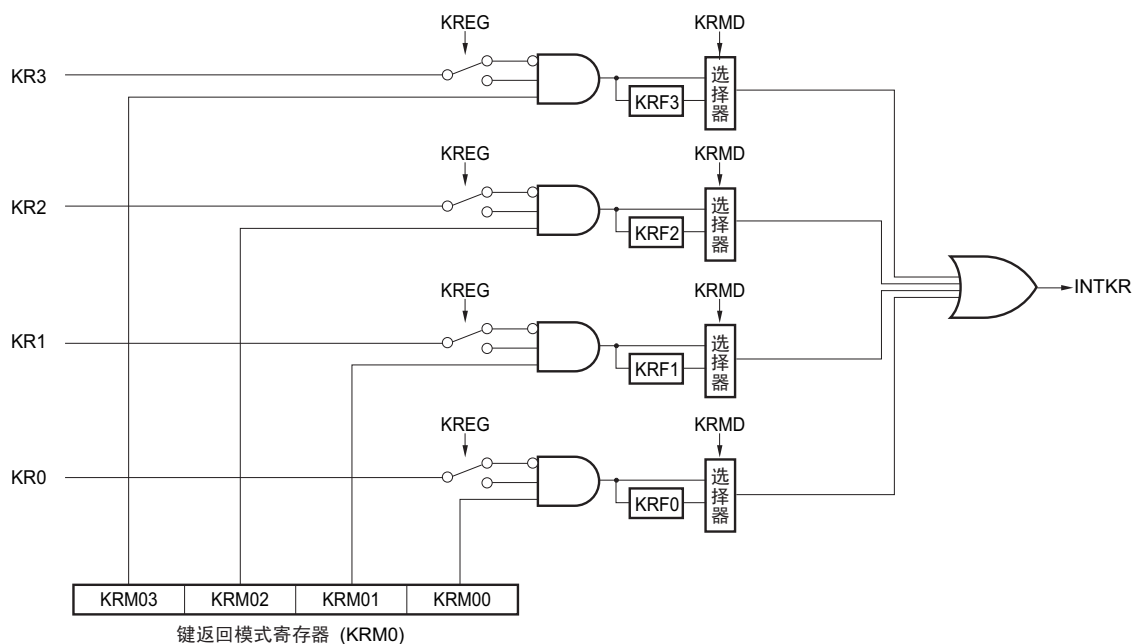 KREG
KRMD
KR3
KRF3
选择器
KREG
KRMD
KR2
KRF2
选择器
INTKR
KREG
KRMD
KR1
KRF1
选择器
KREG
KRMD
KR0
KRF0
选择器
KRM03 KRM02 KRM01 KRM00
键返回模式寄存器 (KRM0)